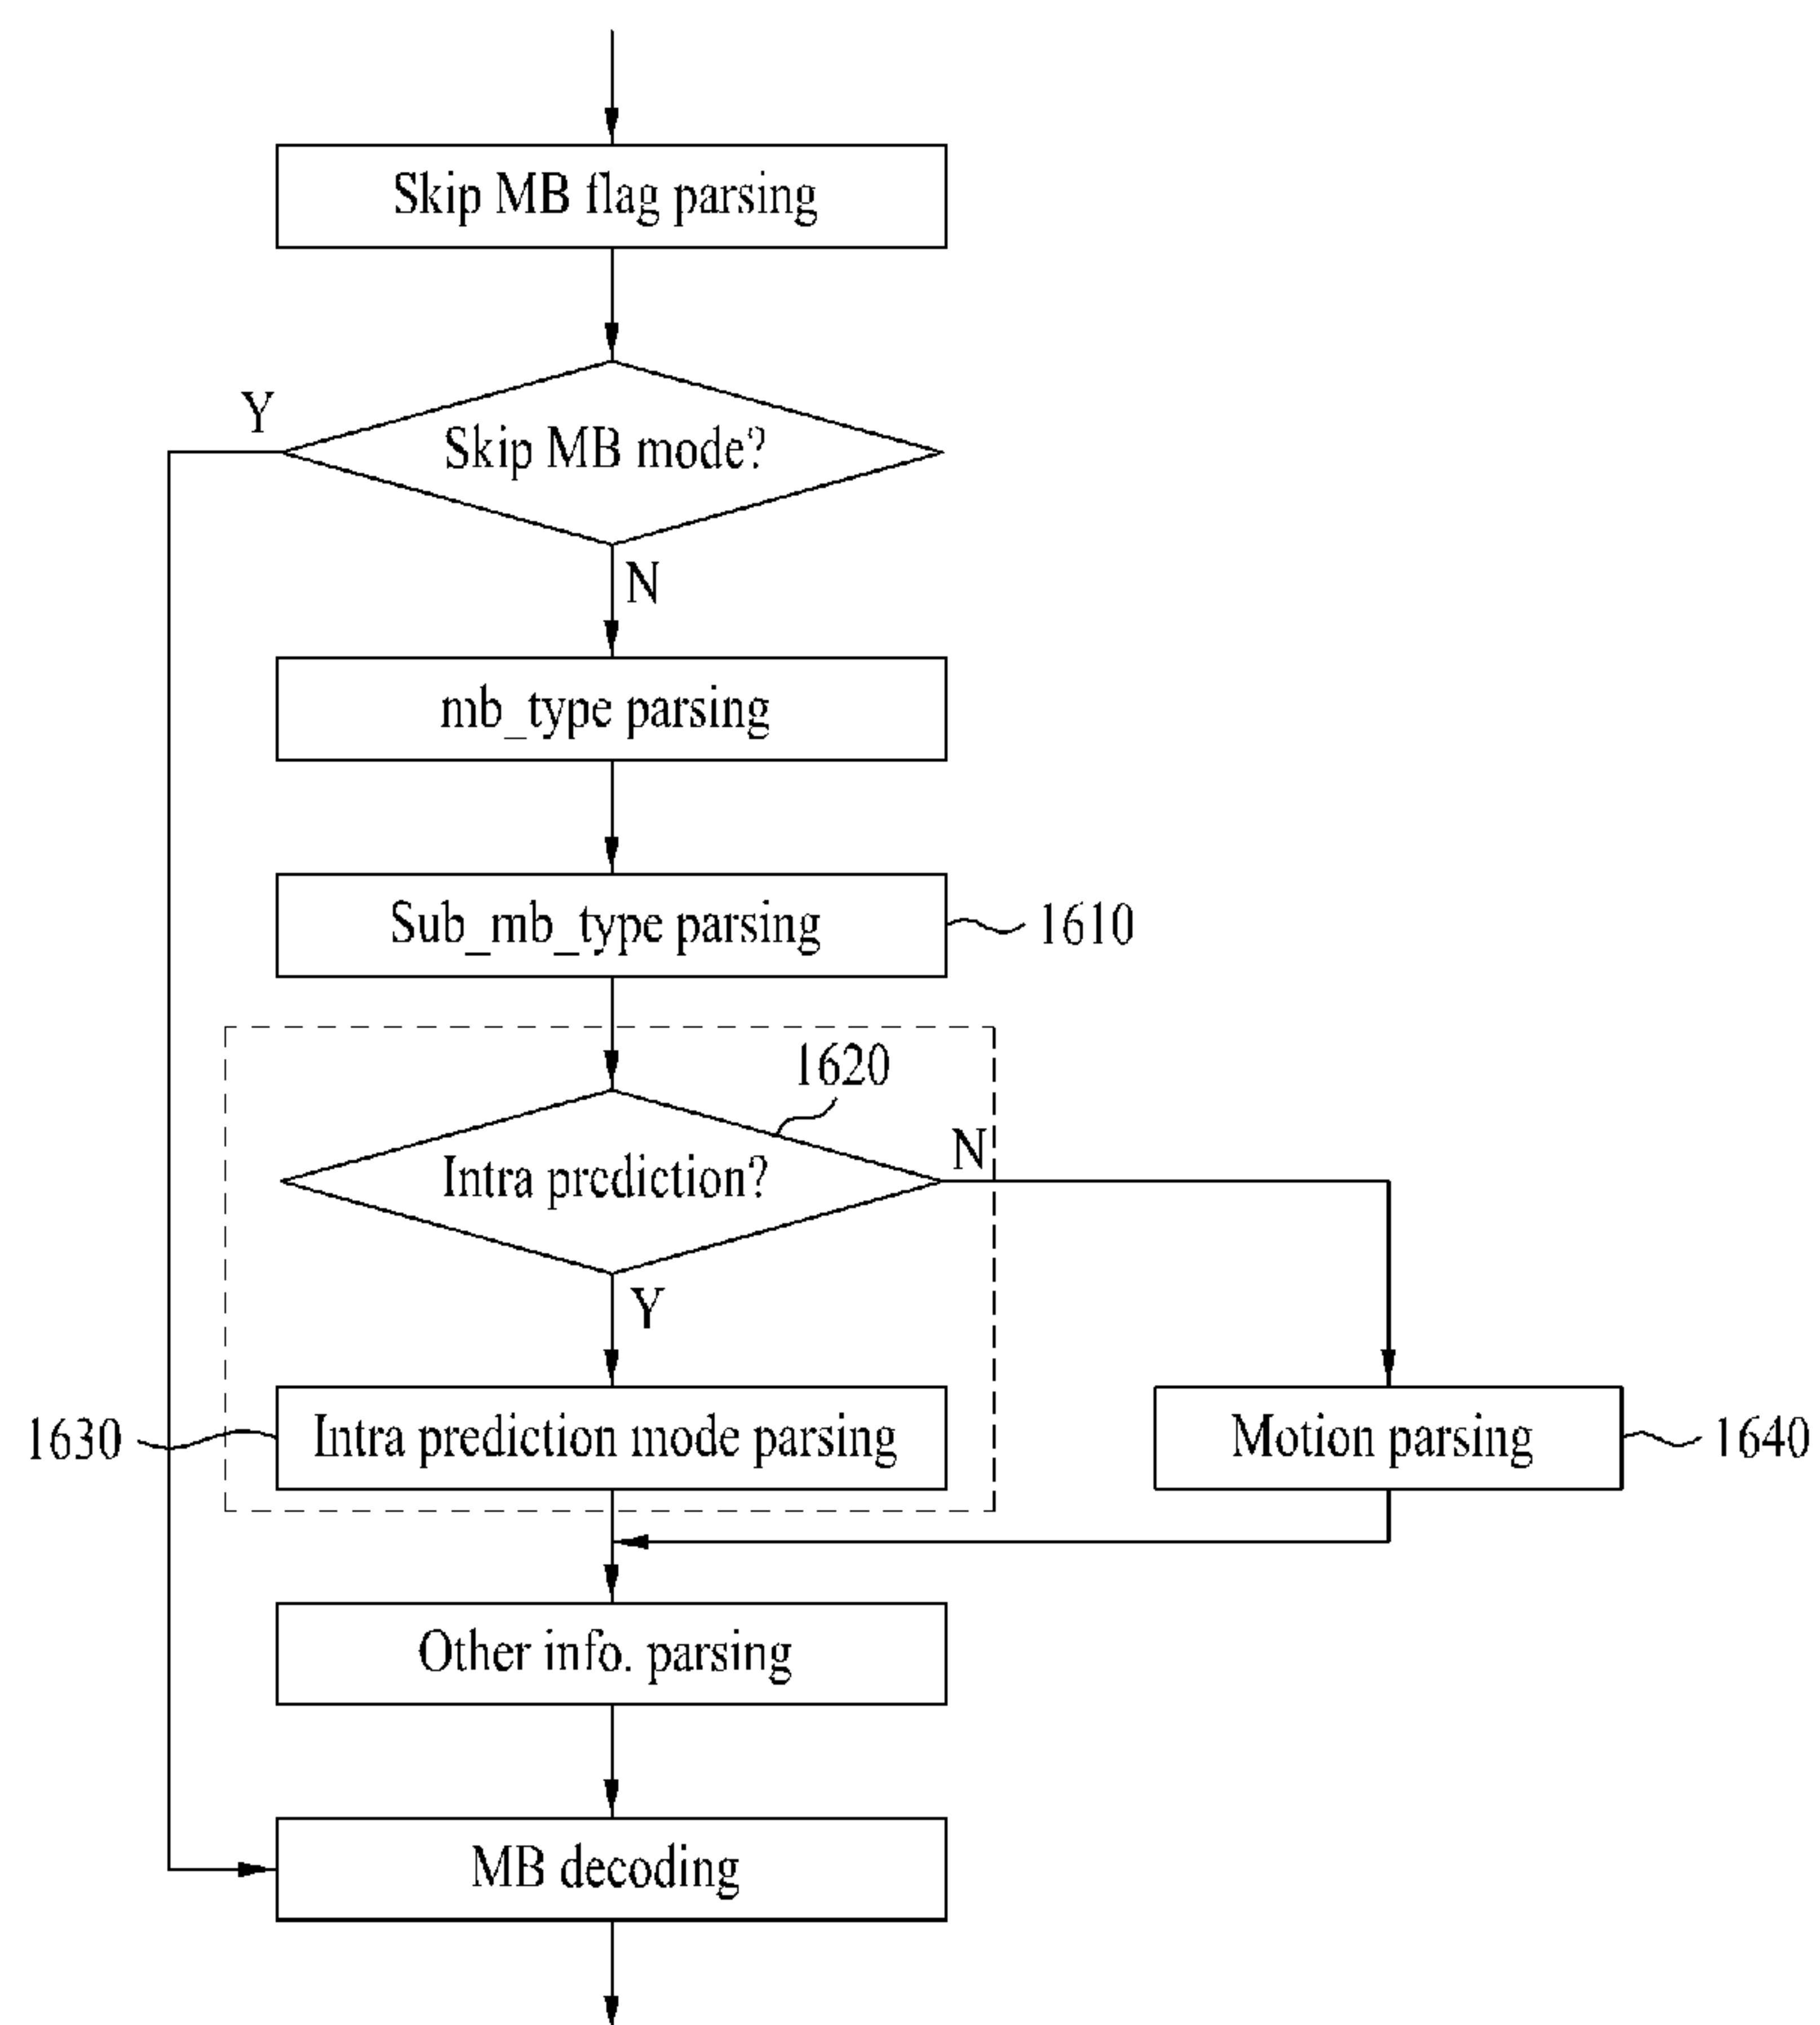 Skip MB flag parsing
Y
Skip MB mode?
N
mb_type parsing
Sub_mb_type parsing
1610
1620
N
Intra prediction?
Y
1630
Intra prediction mode parsing
Motion parsing
1640
Other info. parsing
MB decoding